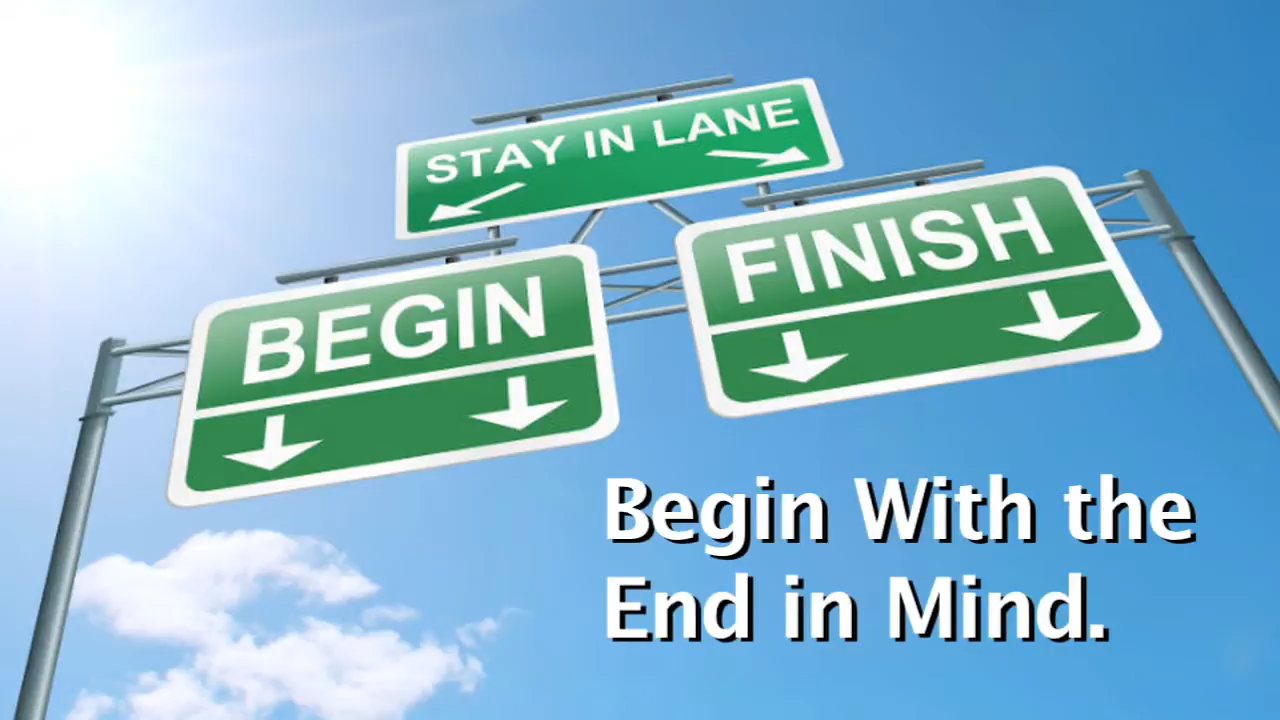 STAY IN LANE
BEGIN
FINISH
Begin With the
End in Mind.